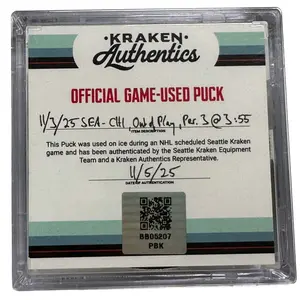 ·KRAKEN·
Authentics
OFFICIAL GAME-USED PUCK
11/3/25 SEA-CHI, Out of Play, Per. 3 @ 3:55
ITEM DESCRIPTION
This Puck was used on ice during an NHL scheduled Seattle Kraken
game and has been authenticated by the Seattle Kraken Equipment
Team and a Kraken Authentics Representative.
11/5/25
DATE OF AUTHENTICATION
BB05207
PBK